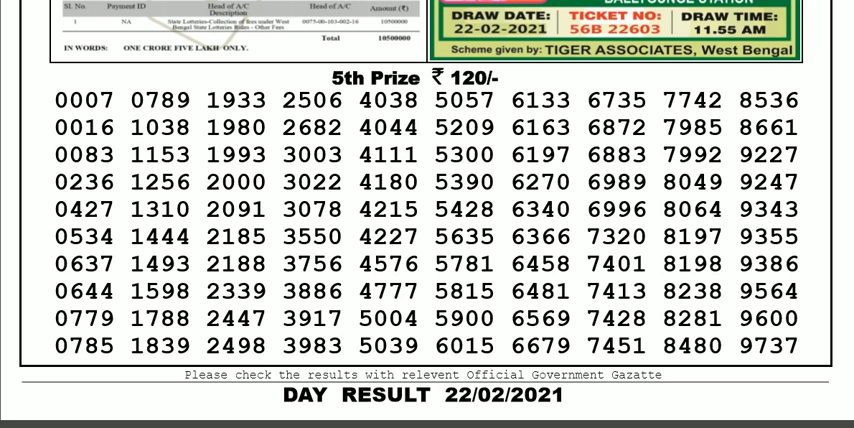 Sl. No. Payment ID Head of A/C Description Head of A/C Amount (₹)
1 NA State Lotteries-Collection of fees under West Bengal State Lotteries Rules - Other Fees 0075-00-103-002-16 10500000
Total 10500000
IN WORDS: ONE CRORE FIVE LAKH ONLY.
DRAW DATE: TICKET NO: DRAW TIME:
22-02-2021 56B 22603 11.55 AM
Scheme given by: TIGER ASSOCIATES, West Bengal
5th Prize ₹ 120/-
0007 0789 1933 2506 4038 5057 6133 6735 7742 8536
0016 1038 1980 2682 4044 5209 6163 6872 7985 8661
0083 1153 1993 3003 4111 5300 6197 6883 7992 9227
0236 1256 2000 3022 4180 5390 6270 6989 8049 9247
0427 1310 2091 3078 4215 5428 6340 6996 8064 9343
0534 1444 2185 3550 4227 5635 6366 7320 8197 9355
0637 1493 2188 3756 4576 5781 6458 7401 8198 9386
0644 1598 2339 3886 4777 5815 6481 7413 8238 9564
0779 1788 2447 3917 5004 5900 6569 7428 8281 9600
0785 1839 2498 3983 5039 6015 6679 7451 8480 9737
Please check the results with relevent Official Government Gazatte
DAY RESULT 22/02/2021